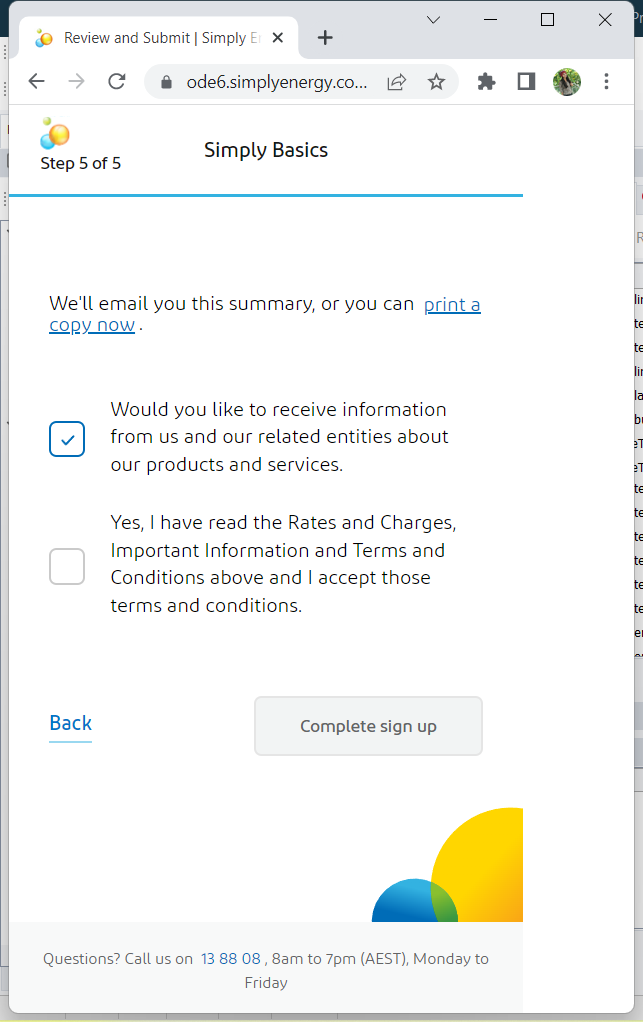 Review and Submit | Simply E
ode6.simplyenergy.co...
Step 5 of 5
Simply Basics
We'll email you this summary, or you can print a
copy now .
Would you like to receive information
from us and our related entities about
our products and services.
Yes, I have read the Rates and Charges,
Important Information and Terms and
Conditions above and I accept those
terms and conditions.
Back
Complete sign up
Questions? Call us on 13 88 08 , 8am to 7pm (AEST), Monday to
Friday